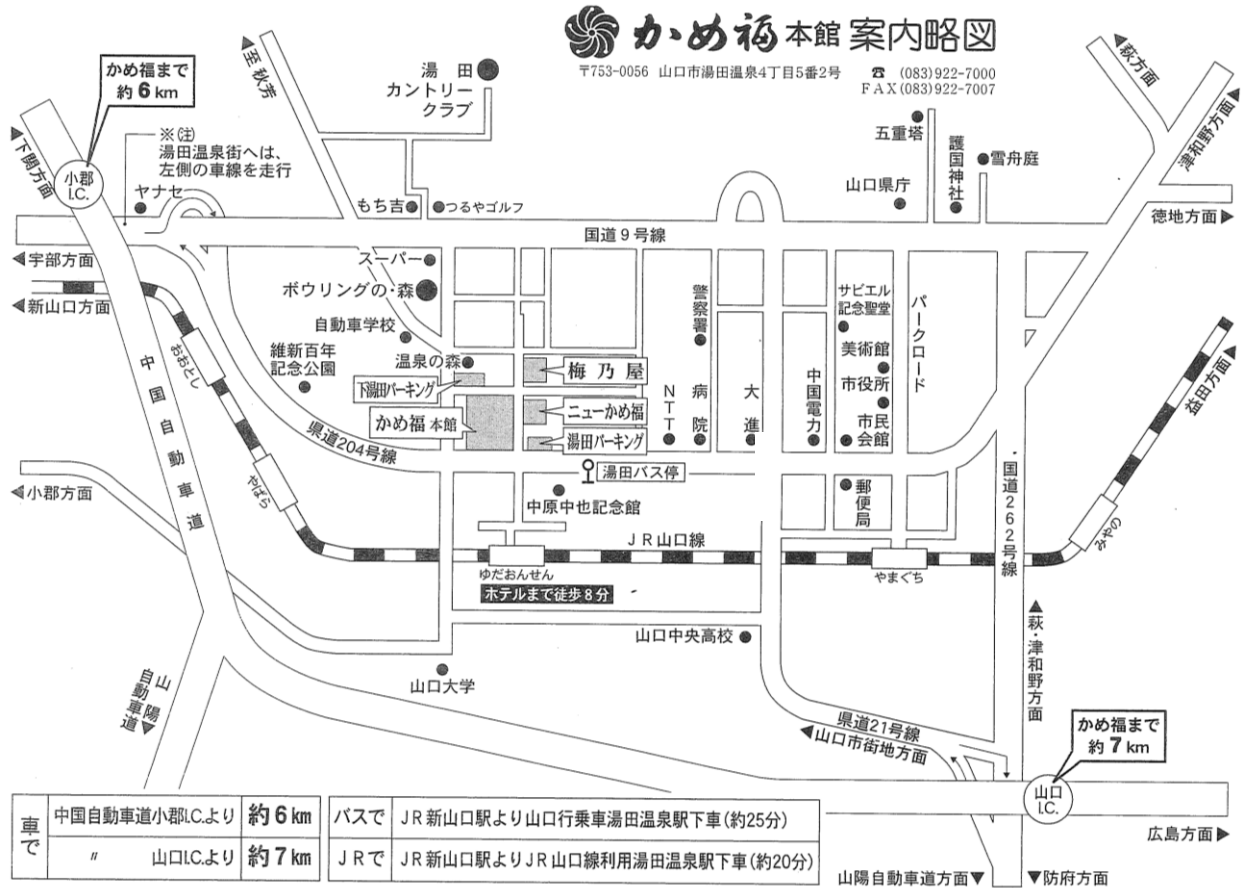 かめ福 本館 案内略図
〒753-0056 山口市湯田温泉4丁目5番2号 ☎ (083)922-7000
FAX(083)922-7007
かめ福まで
約6km
◀至秋芳
湯田
カントリー
クラブ
◀萩方面
津和野方面▶
◀下関方面
小郡
I.C.
※(注)
湯田温泉街へは、
左側の車線を走行
ヤナセ
もち吉
つるやゴルフ
五重塔
護国神社
雪舟庭
山口県庁
徳地方面▶
国道9号線
◀宇部方面
◀新山口方面
スーパー
ボウリングの・森
自動車学校
維新百年
記念公園
温泉の森
下湯田パーキング
かめ福 本館
梅乃屋
ニューかめ福
湯田パーキング
警察署
NTT
病院
大進
中国電力
サビエル
記念聖堂
美術館
市役所
市民
会館
パークロード
おおとし
中国自動車道
県道204号線
湯田バス停
中原中也記念館
郵便局
国道262号線
益田方面▶
みやの
◀小郡方面
やばら
JR山口線
ゆだおんせん
ホテルまで徒歩8分
やまぐち
山口中央高校
山口大学
◀萩・津和野方面
山陽
自動車道▶
県道21号線
◀山口市街地方面
かめ福まで
約7km
山口
I.C.
広島方面▶
車で
中国自動車道小郡I.C.より 約6km
〃 山口I.C.より 約7km
バスで JR新山口駅より山口行乗車湯田温泉駅下車(約25分)
JRで JR新山口駅よりJR山口線利用湯田温泉駅下車(約20分)
山陽自動車道方面▼ ▼防府方面